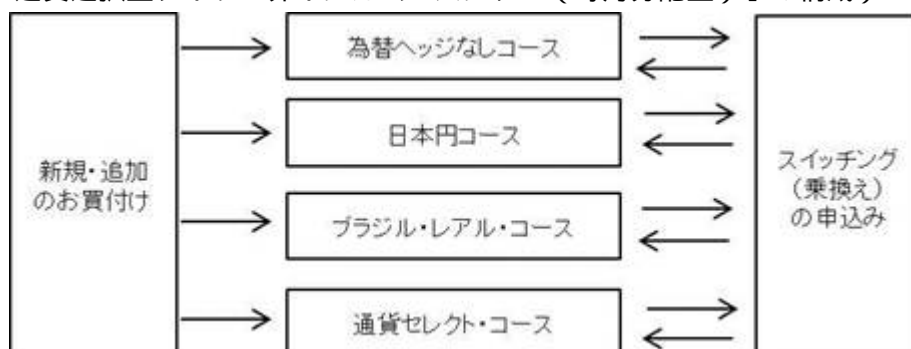 為替ヘッジなしコース
日本円コース
新規・追加
のお買付け
スイッチング
(乗換え)
の申込み
ブラジル・レアル・コース
通貨セレクト・コース